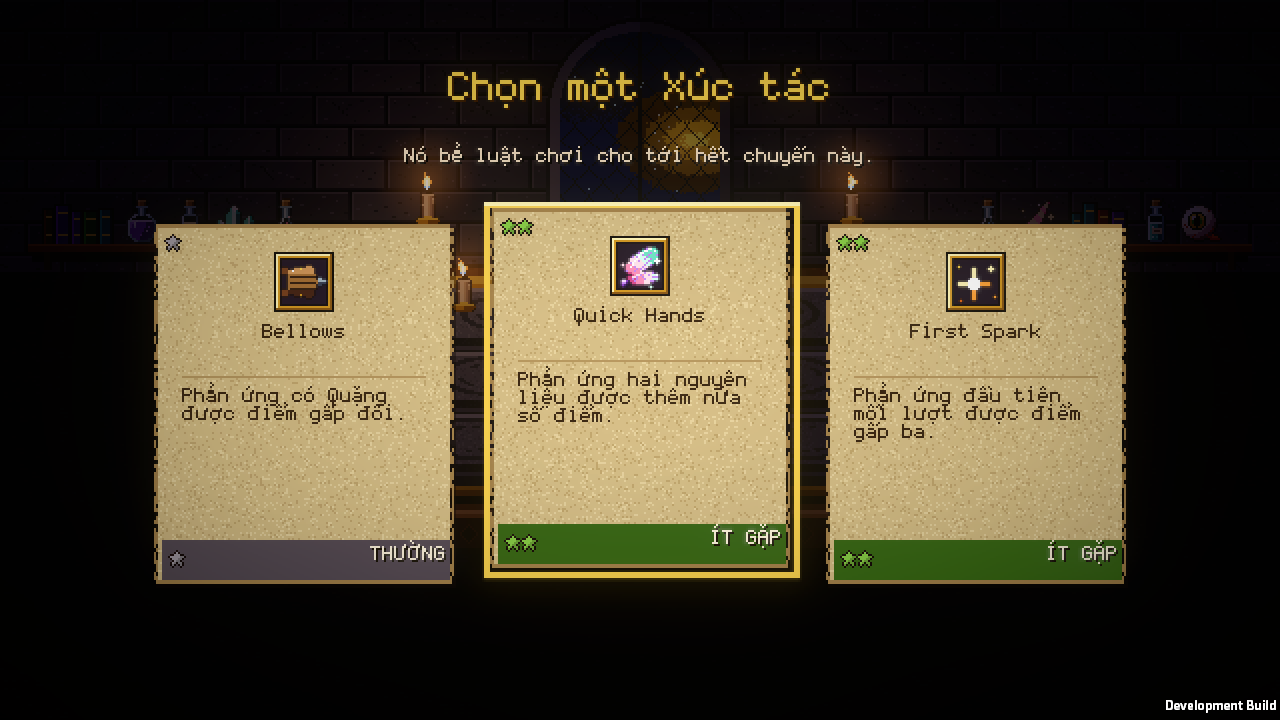 Chọn một Xúc tác
Nó bẻ luật chơi cho tới hết chuyến này.
Bellows
Phản ứng có Quặng
được điểm gấp đôi.
THƯỜNG
Quick Hands
Phản ứng hai nguyên
liệu được thêm nửa
số điểm.
ÍT GẶP
First Spark
Phản ứng đầu tiên
mỗi lượt được điểm
gấp ba.
ÍT GẶP
Development Build